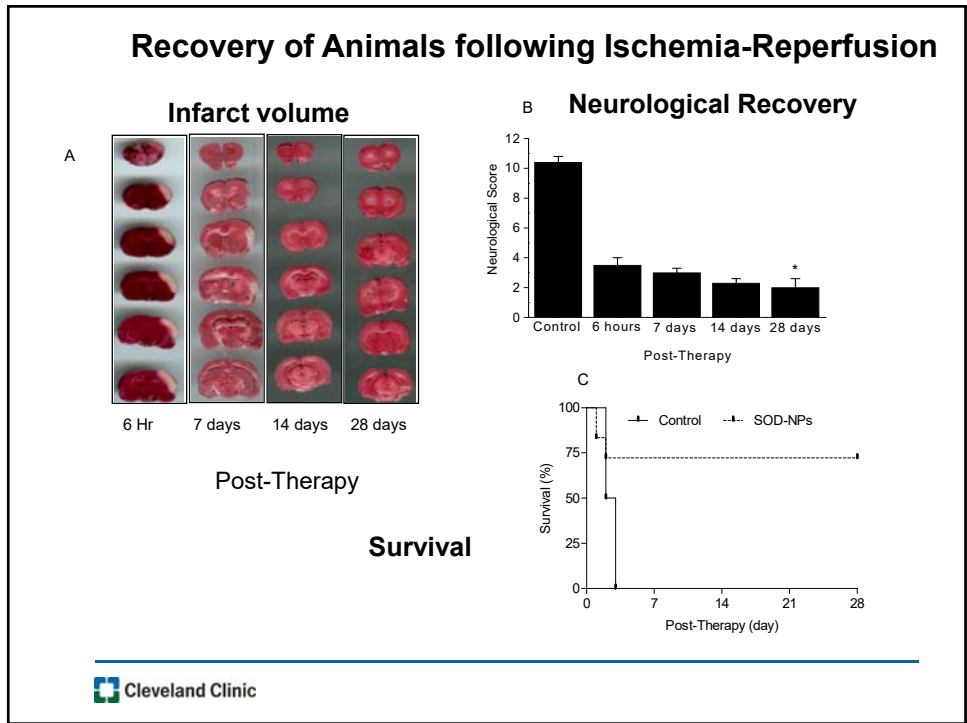 Recovery of Animals following Ischemia-Reperfusion
Infarct volume
A
6 Hr 7 days 14 days 28 days
Post-Therapy
B
Neurological Recovery
Neurological Score
12
10
8
6
4
2
0
*
Control 6 hours 7 days 14 days 28 days
Post-Therapy
Survival
C
Control SOD-NPs
Survival (%)
100
75
50
25
0
0 7 14 21 28
Post-Therapy (day)
Cleveland Clinic